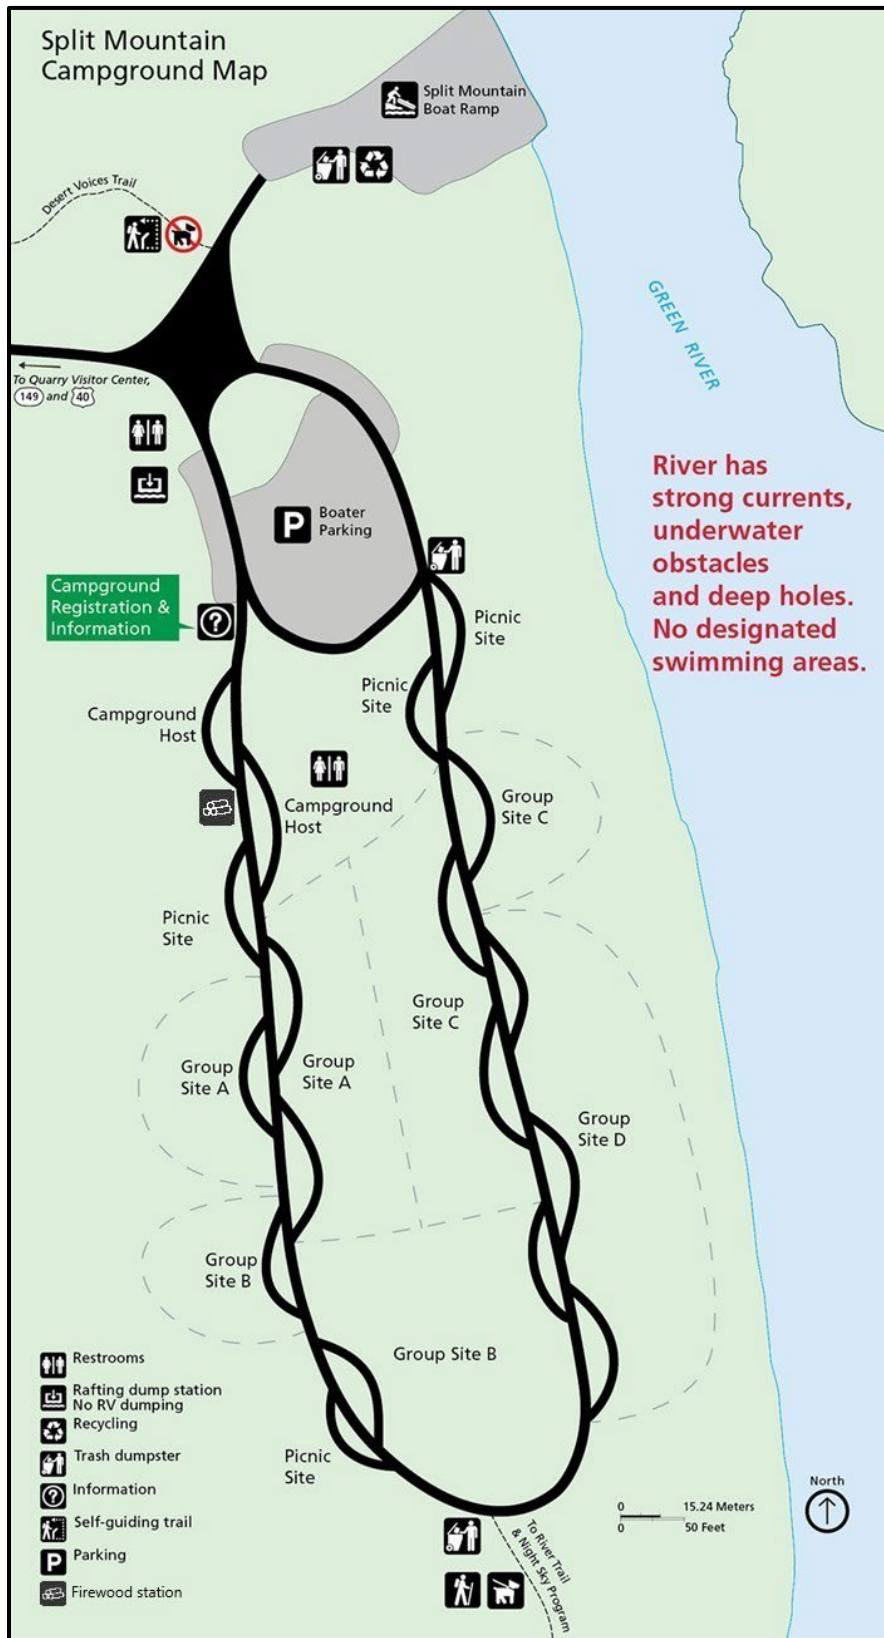 Split Mountain
Campground Map
Split Mountain
Boat Ramp
Desert Voices Trail
GREEN RIVER
To Quarry Visitor Center,
149 and 40
River has
strong currents,
underwater
obstacles
and deep holes.
No designated
swimming areas.
P
Boater
Parking
Campground
Registration &
Information
?
Picnic
Site
Picnic
Site
Campground
Host
Campground
Host
Group
Site C
Picnic
Site
Group
Site C
Group
Site A
Group
Site A
Group
Site D
Group
Site B
Group Site B
Picnic
Site
Restrooms
Rafting dump station
No RV dumping
Recycling
Trash dumpster
? Information
Self-guiding trail
P Parking
Firewood station
To River Trail
& Night Sky Program
0 15.24 Meters
0 50 Feet
North